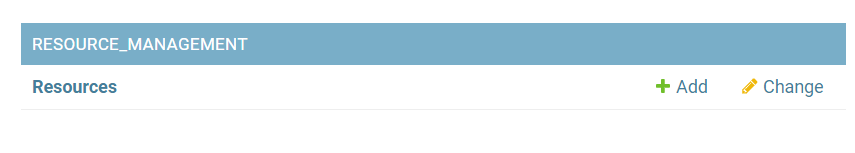 RESOURCE_MANAGEMENT
Resources Add Change